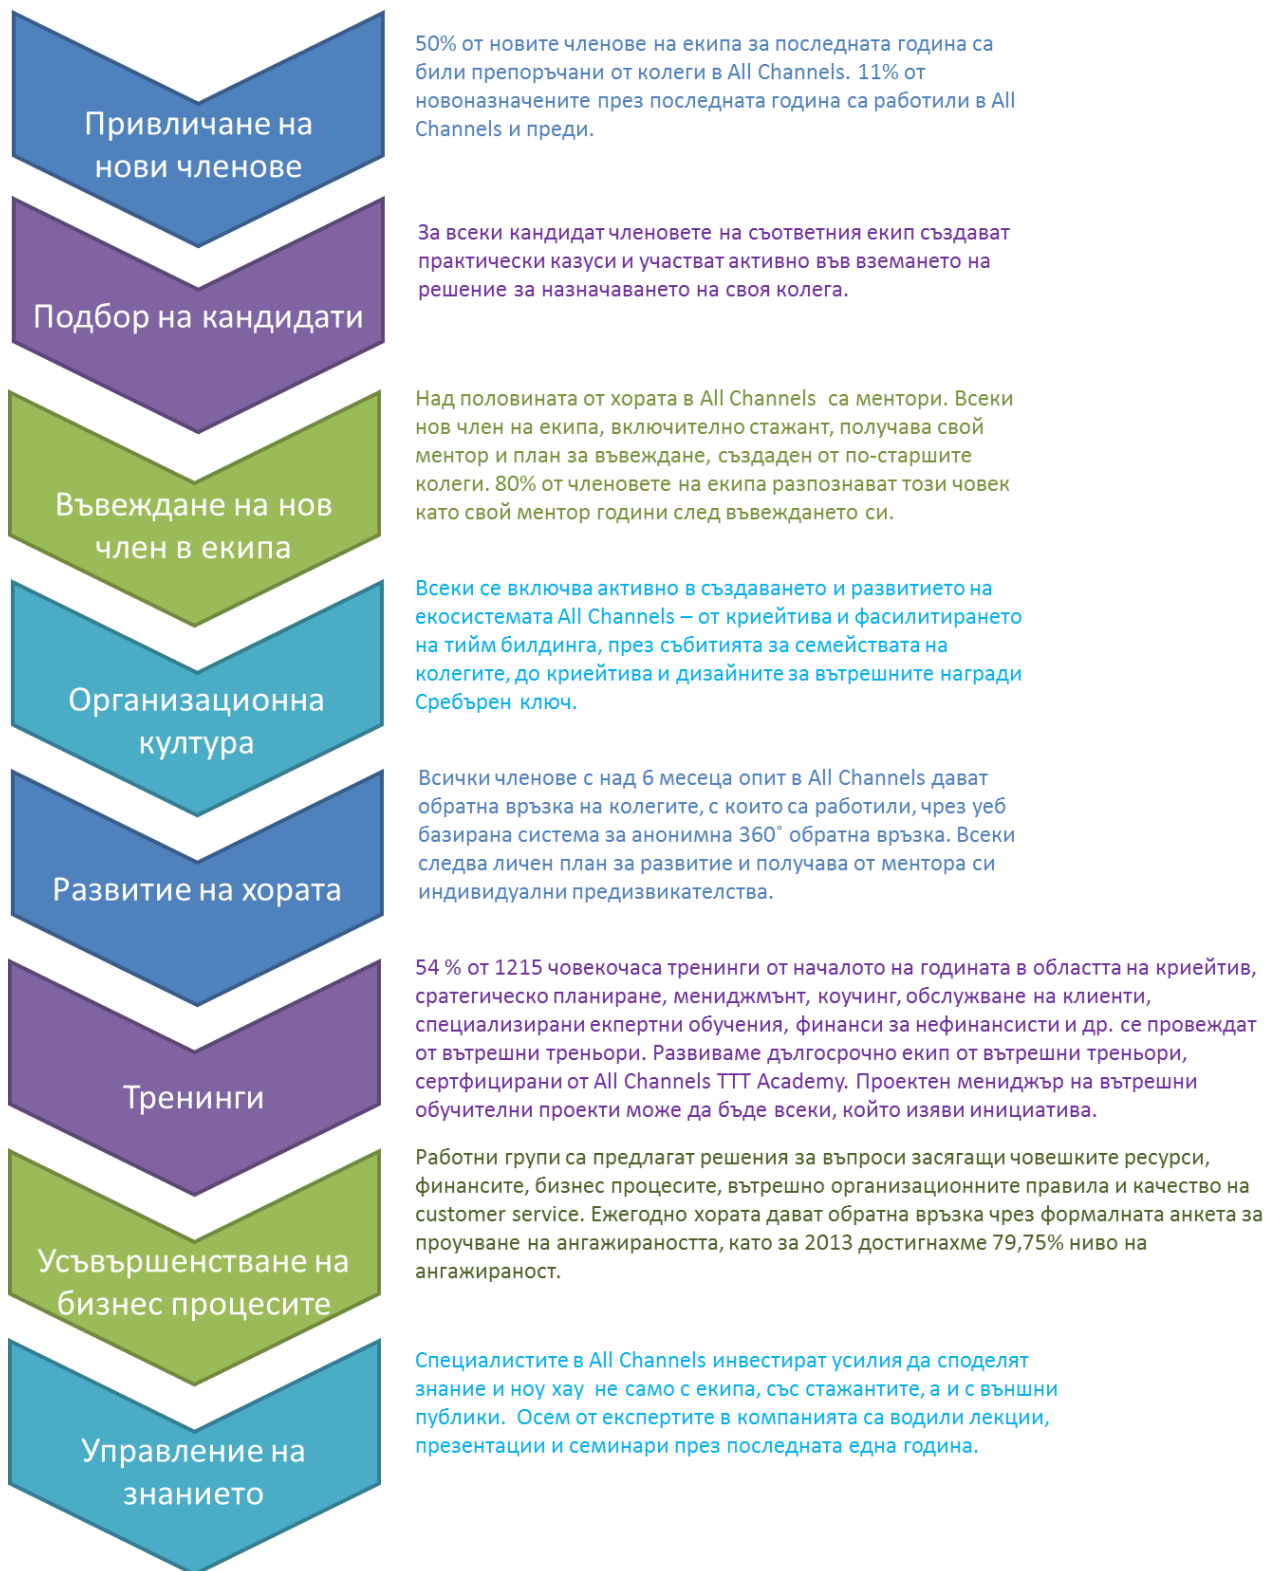 Привличане на
нови членове
50% от новите членове на екипа за последната година са
били препоръчани от колеги в All Channels. 11% от
новоназначените през последната година са работили в All
Channels и преди.
Подбор на кандидати
За всеки кандидат членовете на съответния екип създават
практически казуси и участват активно във вземането на
решение за назначаването на своя колега.
Въвеждане на нов
член в екипа
Над половината от хората в All Channels са ментори. Всеки
нов член на екипа, включително стажант, получава свой
ментор и план за въвеждане, създаден от по-старшите
колеги. 80% от членовете на екипа разпознават този човек
като свой ментор години след въвеждането си.
Организационна
култура
Всеки се включва активно в създаването и развитието на
екосистемата All Channels – от криейтива и фасилитирането
на тийм билдинга, през събитията за семействата на
колегите, до криейтива и дизайните за вътрешните награди
Сребърен ключ.
Развитие на хората
Всички членове с над 6 месеца опит в All Channels дават
обратна връзка на колегите, с които са работили, чрез уеб
базирана система за анонимна 360˚ обратна връзка. Всеки
следва личен план за развитие и получава от ментора си
индивидуални предизвикателства.
Тренинги
54 % от 1215 човекочаса тренинги от началото на годината в областта на криейтив,
сратегическо планиране, мениджмънт, коучинг, обслужване на клиенти,
специализирани екпертни обучения, финанси за нефинансисти и др. се провеждат
от вътрешни треньори. Развиваме дългосрочно екип от вътрешни треньори,
сертфицирани от All Channels TTT Academy. Проектен мениджър на вътрешни
обучителни проекти може да бъде всеки, който изяви инициатива.
Усъвършенстване на
бизнес процесите
Работни групи са предлагат решения за въпроси засягащи човешките ресурси,
финансите, бизнес процесите, вътрешно организационните правила и качество на
customer service. Ежегодно хората дават обратна връзка чрез формалната анкета за
проучване на ангажираността, като за 2013 достигнахме 79,75% ниво на
ангажираност.
Управление на
знанието
Специалистите в All Channels инвестират усилия да споделят
знание и ноу хау не само с екипа, със стажантите, а и с външни
публики. Осем от експертите в компанията са водили лекции,
презентации и семинари през последната една година.